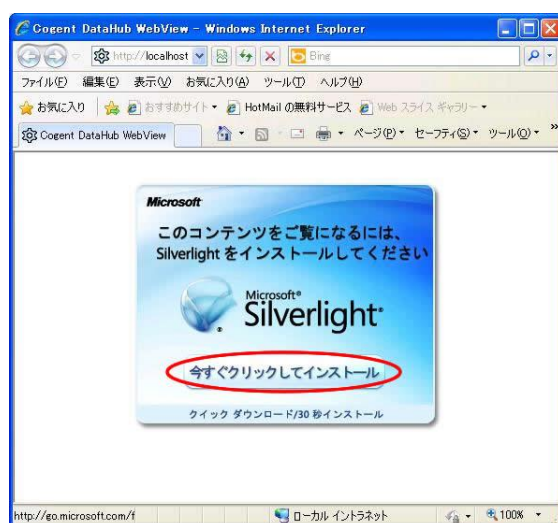 Cogent DataHub WebView - Windows Internet Explorer
http://localhost
Bing
ファイル(F) 編集(E) 表示(V) お気に入り(A) ツール(T) ヘルプ(H)
お気に入り おすすめサイト HotMail の無料サービス Web スライス ギャラリー
Cogent DataHub WebView ページ(P) セーフティ(S) ツール(O) »
Microsoft
このコンテンツをご覧になるには、
Silverlight をインストールしてください
Microsoft®
Silverlight
今すぐクリックしてインストール
クイック ダウンロード/30 秒インストール
http://go.microsoft.com/f ローカル イントラネット 100%